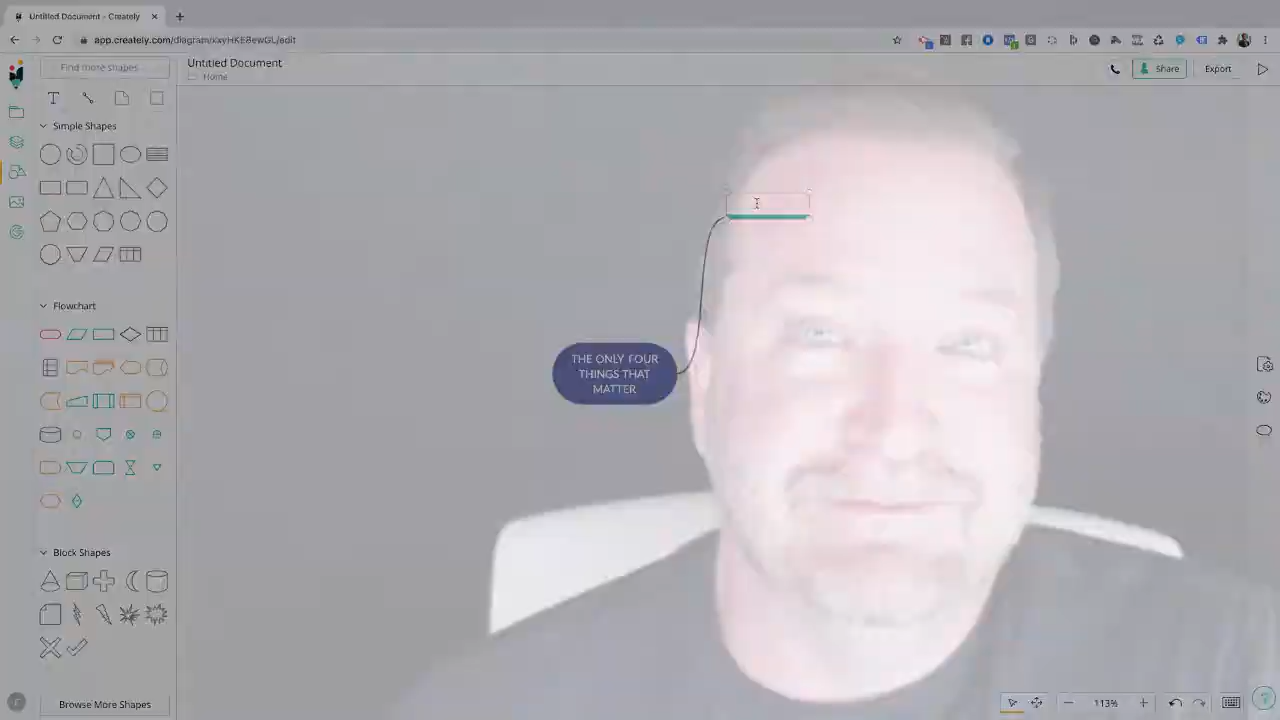 Untitled Document - Creately
app.creately.com/diagram/xxyHKE8ewGL/edit
Find more shapes
Untitled Document
Home
Share
Export
T
Simple Shapes
Flowchart
Block Shapes
Browse More Shapes
THE ONLY FOUR
THINGS THAT
MATTER
113%